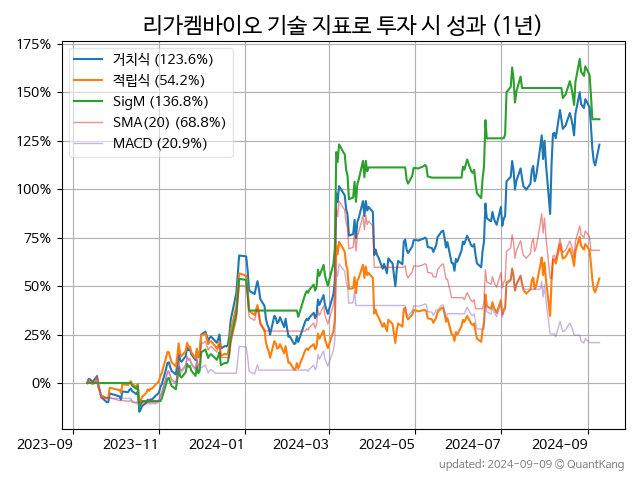 리가켐바이오 기술 지표로 투자 시 성과 (1년)
175%
150%
125%
100%
75%
50%
25%
0%
거치식 (123.6%)
적립식 (54.2%)
SigM (136.8%)
SMA(20) (68.8%)
MACD (20.9%)
2023-09
2023-11
2024-01
2024-03
2024-05
2024-07
2024-09
updated: 2024-09-09 © QuantKang